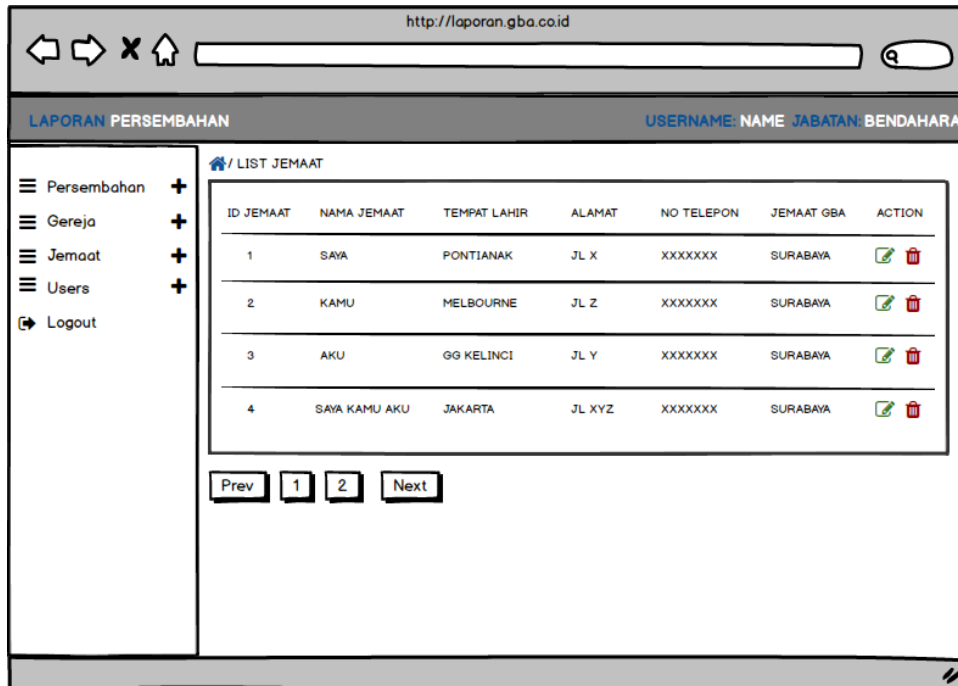 http://laporan.gba.co.id
LAPORAN PERSEMBAHAN USERNAME: NAME JABATAN: BENDAHARA
Persembahan
Gereja
Jemaat
Users
Logout
/ LIST JEMAAT
ID JEMAAT NAMA JEMAAT TEMPAT LAHIR ALAMAT NO TELEPON JEMAAT GBA ACTION
1 SAYA PONTIANAK JL X XXXXXXX SURABAYA
2 KAMU MELBOURNE JL Z XXXXXXX SURABAYA
3 AKU GG KELINCI JL Y XXXXXXX SURABAYA
4 SAYA KAMU AKU JAKARTA JL XYZ XXXXXXX SURABAYA
Prev 1 2 Next